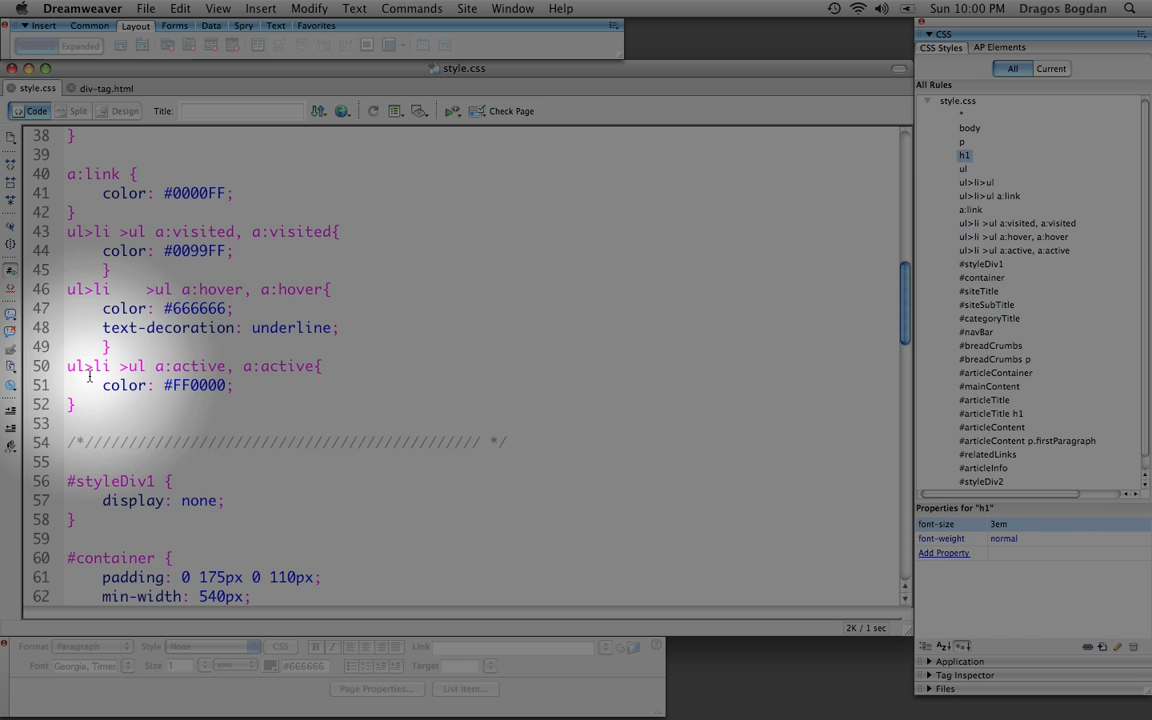 Dreamweaver File Edit View Insert Modify Text Commands Site Window Help Sun 10:00 PM Dragos Bogdan
Insert Common Layout Forms Data Spry Text Favorites
Expanded
style.css
style.css div-tag.html
Code Split Design Title: Check Page
38 }
39
40 a:link {
41 color: #0000FF;
42 }
43 ul>li >ul a:visited, a:visited{
44 color: #0099FF;
45 }
46 ul>li >ul a:hover, a:hover{
47 color: #666666;
48 text-decoration: underline;
49 }
50 ul>li >ul a:active, a:active{
51 color: #FF0000;
52 }
53
54 /*///////////////////////////////////////////// */
55
56 #styleDiv1 {
57 display: none;
58 }
59
60 #container {
61 padding: 0 175px 0 110px;
62 min-width: 540px;
2K / 1 sec
CSS
CSS Styles AP Elements
All Current
All Rules
style.css
*
body
p
h1
ul
ul>li>ul
ul>li>ul a:link
a:link
ul>li >ul a:visited, a:visited
ul>li >ul a:hover, a:hover
ul>li >ul a:active, a:active
#styleDiv1
#container
#siteTitle
#siteSubTitle
#categoryTitle
#navBar
#breadCrumbs
#breadCrumbs p
#articleContainer
#mainContent
#articleTitle
#articleTitle h1
#articleContent
#articleContent p.firstParagraph
#relatedLinks
#articleInfo
#styleDiv2
Properties for "h1"
font-size 3em
font-weight normal
Add Property
Application
Tag Inspector
Files
Format Paragraph Style None CSS B I Link
Font Georgia, Timer Size 1 ems #666666 Target
Page Properties... List Item...